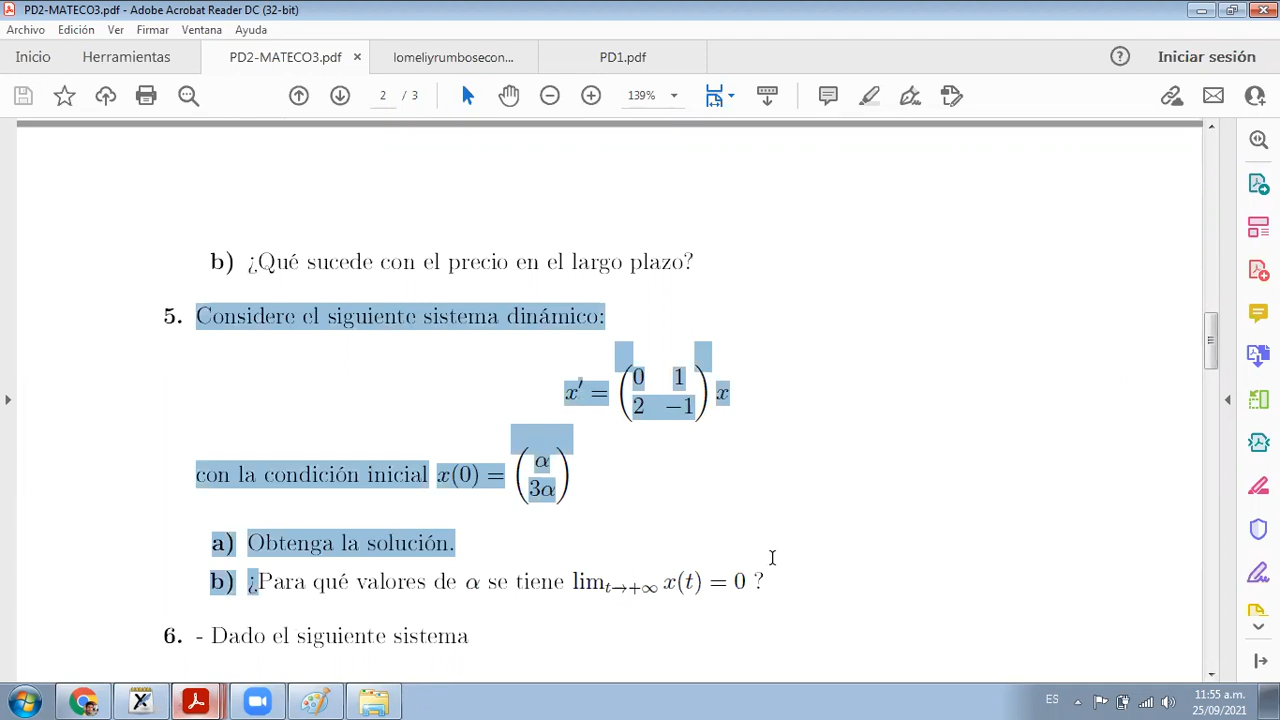 PD2-MATECO3.pdf - Adobe Acrobat Reader DC (32-bit)
Archivo Edición Ver Firmar Ventana Ayuda
Inicio Herramientas PD2-MATECO3.pdf × lomeliyrumbosecon... PD1.pdf Iniciar sesión
2 / 3 139%
b) ¿Qué sucede con el precio en el largo plazo?
5. Considere el siguiente sistema dinámico:
x′ = (0 1
2 −1) x
con la condición inicial x(0) = (α
3α)
a) Obtenga la solución.
b) ¿Para qué valores de α se tiene lim t→+∞ x(t) = 0 ?
6. - Dado el siguiente sistema
ES 11:55 a.m.
25/09/2021